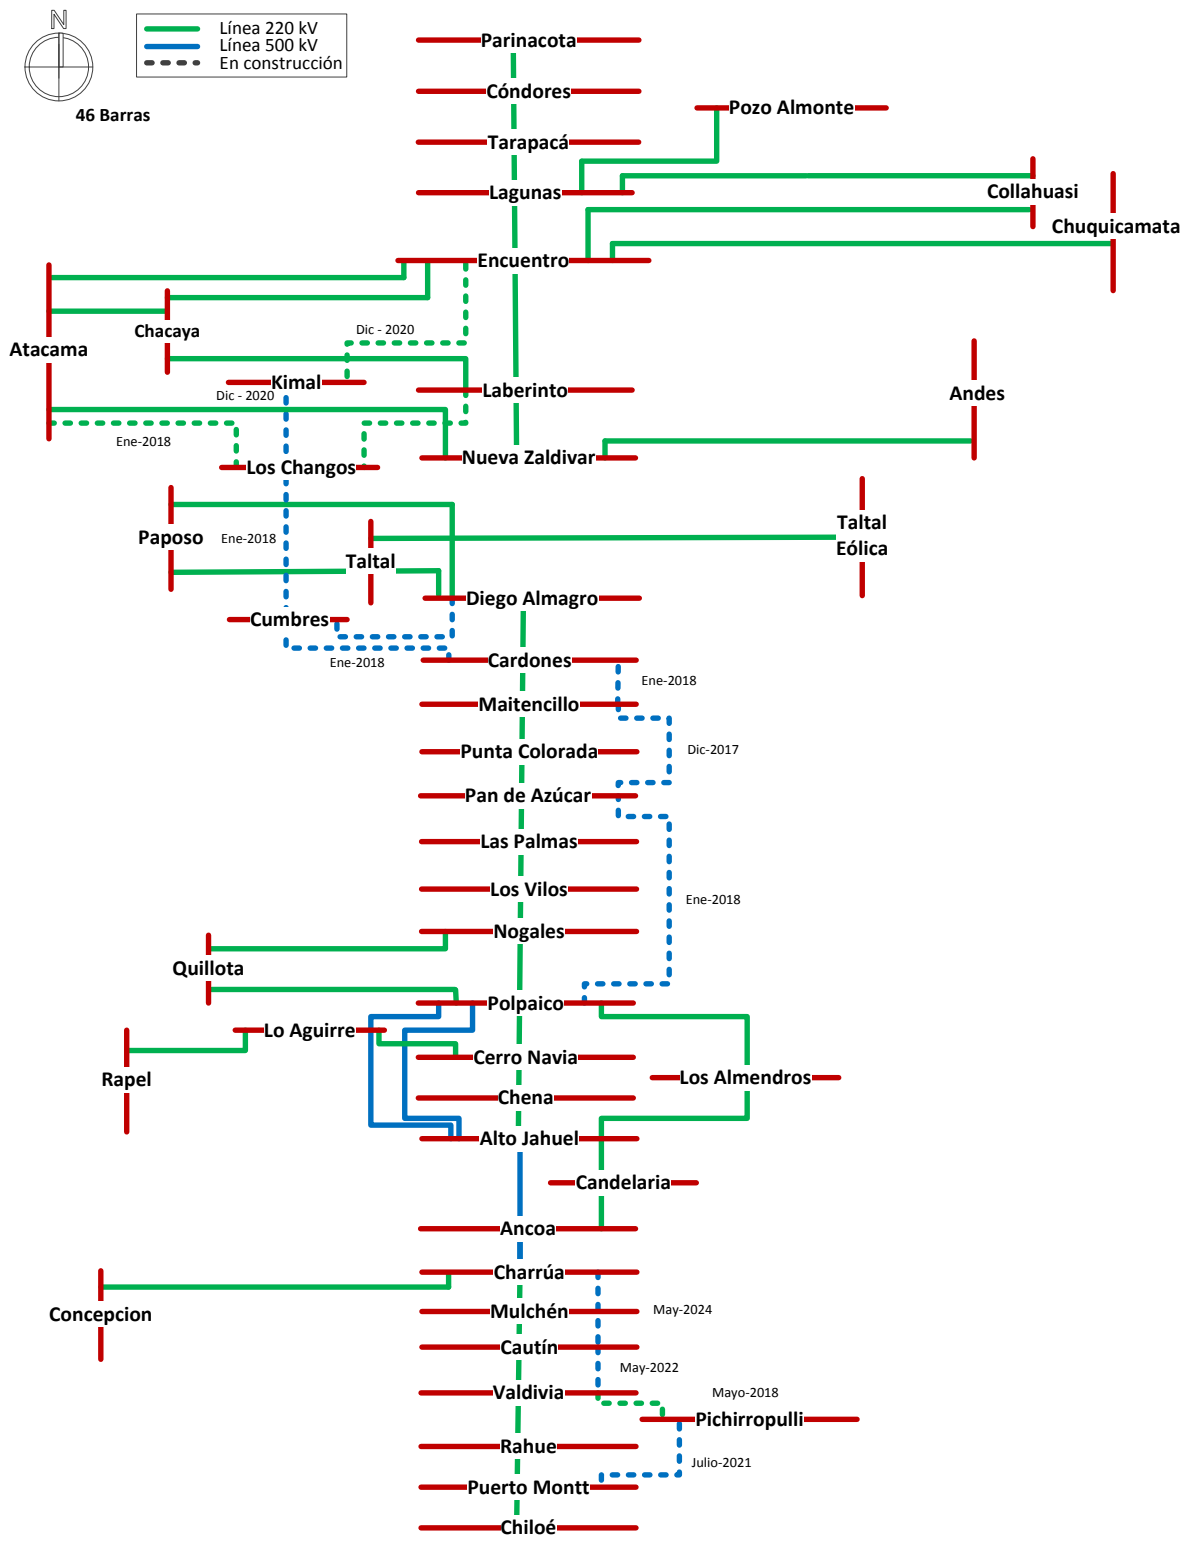 N
Línea 220 kV
Línea 500 kV
En construcción
46 Barras
Parinacota
Cóndores
Pozo Almonte
Tarapacá
Lagunas
Collahuasi
Chuquicamata
Encuentro
Chacaya
Dic - 2020
Atacama
Kimal
Laberinto
Andes
Dic - 2020
Ene-2018
Nueva Zaldivar
Los Changos
Taltal
Eólica
Paposo
Ene-2018
Taltal
Diego Almagro
Cumbres
Ene-2018
Cardones
Ene-2018
Maitencillo
Punta Colorada
Dic-2017
Pan de Azúcar
Las Palmas
Los Vilos
Ene-2018
Nogales
Quillota
Polpaico
Lo Aguirre
Cerro Navia
Rapel
Los Almendros
Chena
Alto Jahuel
Candelaria
Ancoa
Charrúa
Concepcion
Mulchén
May-2024
Cautín
May-2022
Valdivia
Mayo-2018
Pichirropulli
Rahue
Julio-2021
Puerto Montt
Chiloé